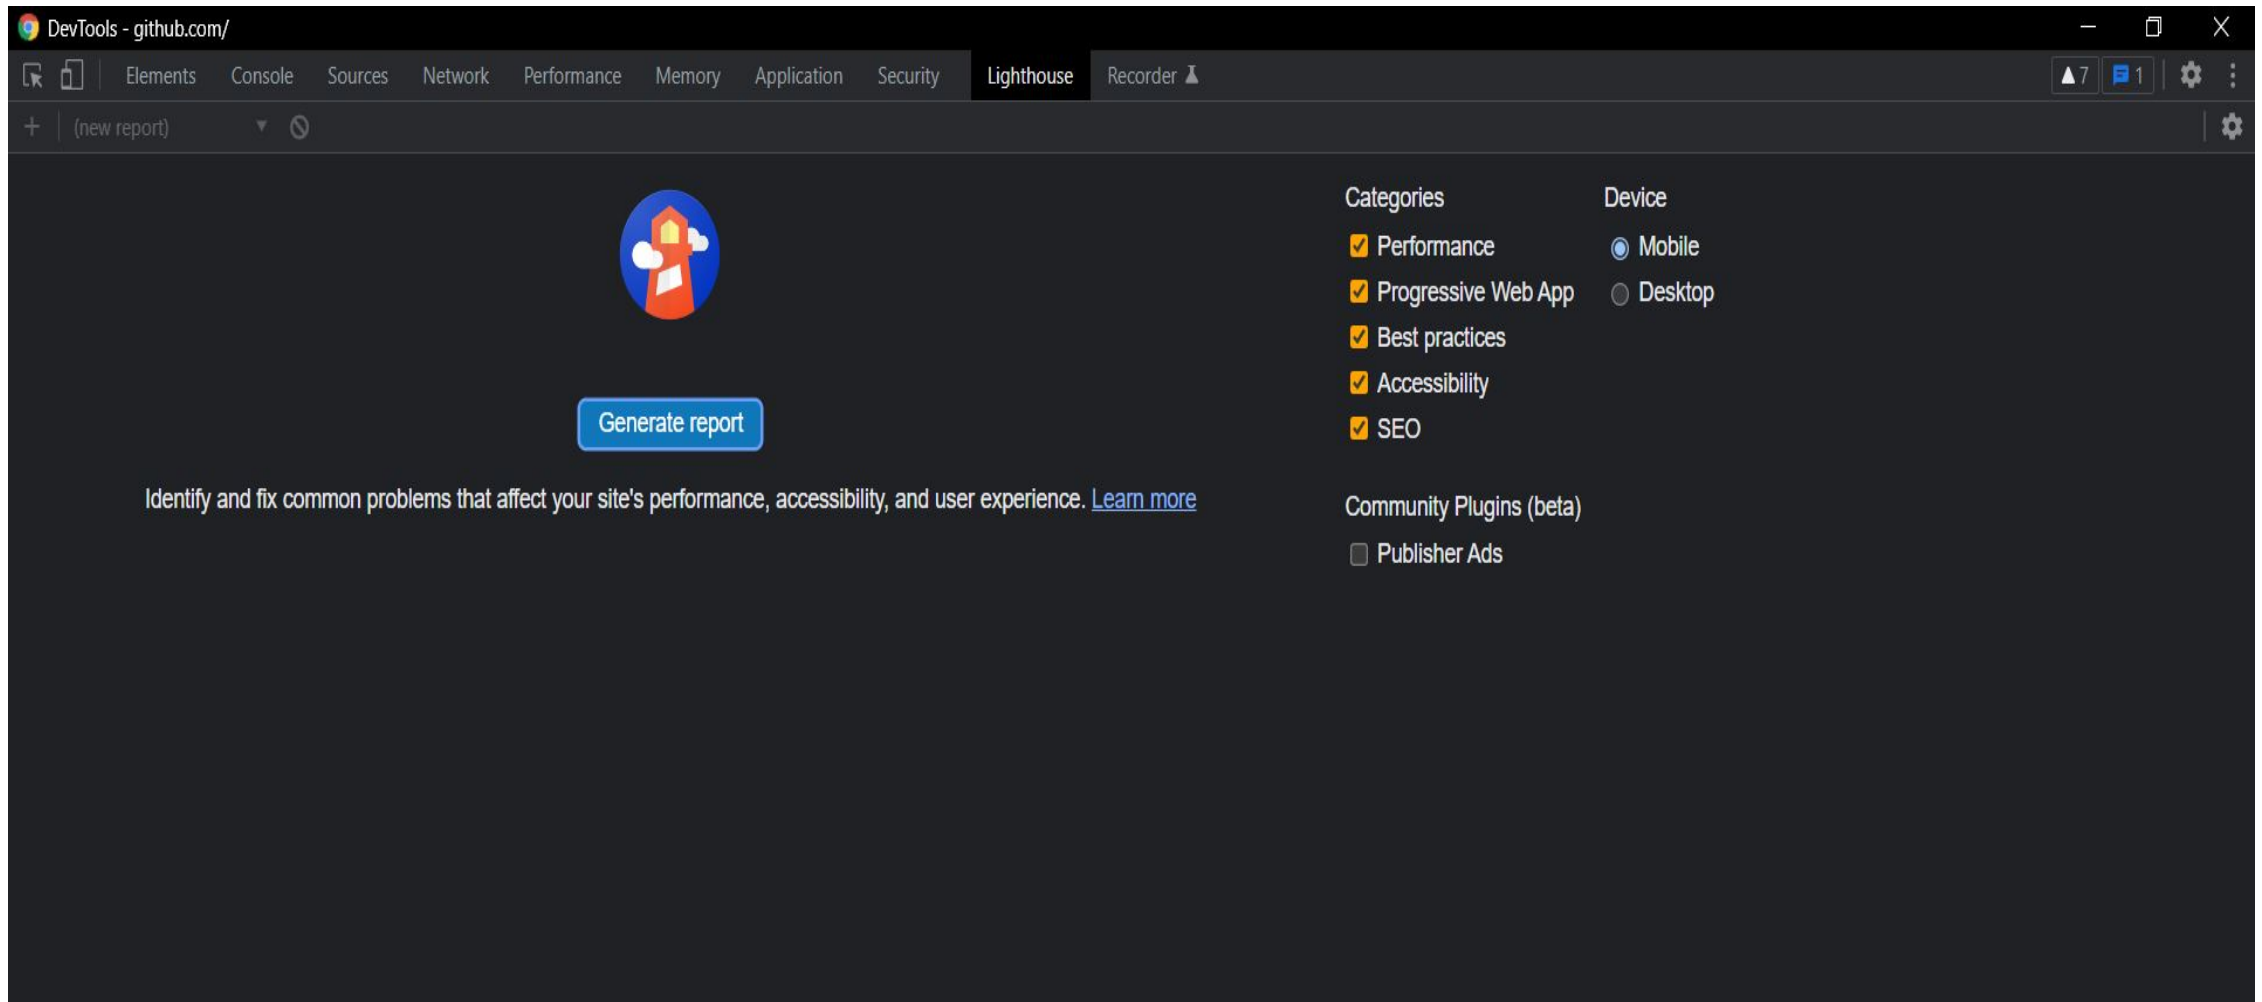 DevTools - github.com/
Elements Console Sources Network Performance Memory Application Security Lighthouse Recorder 7 1
+ (new report)
Categories Device
Performance Mobile
Progressive Web App Desktop
Best practices
Accessibility
SEO
Generate report
Identify and fix common problems that affect your site's performance, accessibility, and user experience. Learn more
Community Plugins (beta)
Publisher Ads